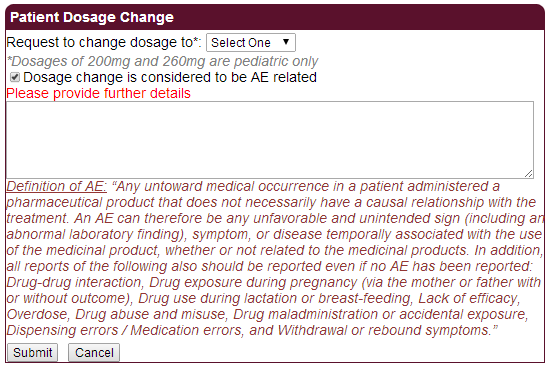 Patient Dosage Change
Request to change dosage to*: Select One
*Dosages of 200mg and 260mg are pediatric only
Dosage change is considered to be AE related
Please provide further details
Definition of AE: “Any untoward medical occurrence in a patient administered a
pharmaceutical product that does not necessarily have a causal relationship with the
treatment. An AE can therefore be any unfavorable and unintended sign (including an
abnormal laboratory finding), symptom, or disease temporally associated with the use
of the medicinal product, whether or not related to the medicinal products. In addition,
all reports of the following also should be reported even if no AE has been reported:
Drug-drug interaction, Drug exposure during pregnancy (via the mother or father with
or without outcome), Drug use during lactation or breast-feeding, Lack of efficacy,
Overdose, Drug abuse and misuse, Drug maladministration or accidental exposure,
Dispensing errors / Medication errors, and Withdrawal or rebound symptoms.”
Submit Cancel